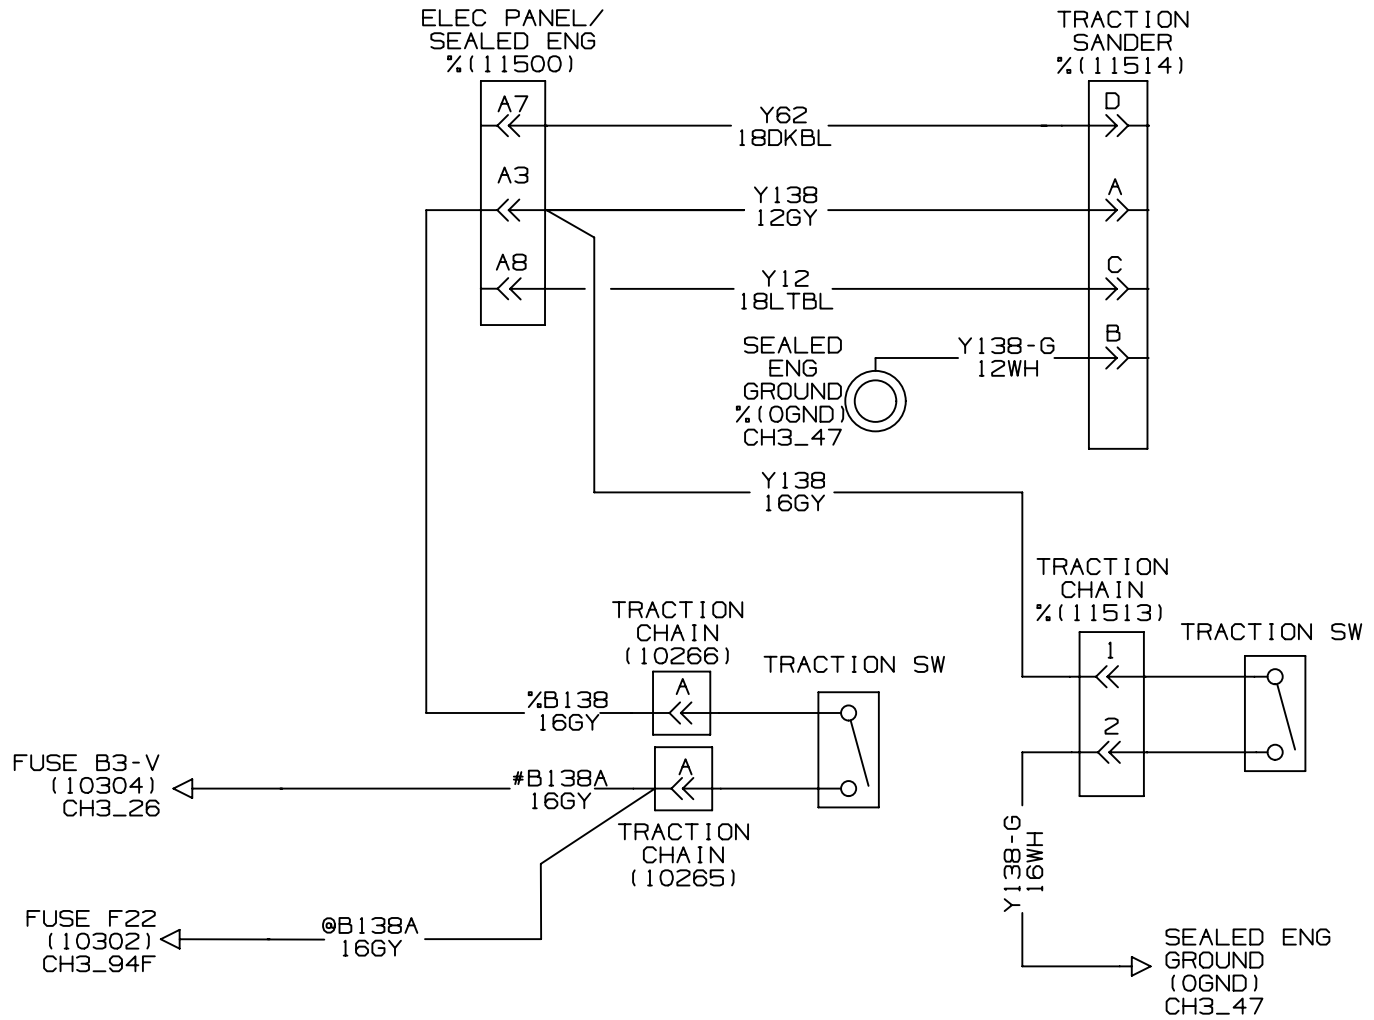 ELEC PANEL/
SEALED ENG
%(11500)
TRACTION
SANDER
%(11514)
A7
Y62
18DKBL
D
A3
Y138
12GY
A
A8
Y12
18LTBL
C
SEALED
ENG
GROUND
%(0GND)
CH3_47
Y138-G
12WH
B
Y138
16GY
TRACTION
CHAIN
%(11513)
1
2
TRACTION SW
TRACTION
CHAIN
(10266)
A
TRACTION SW
%B138
16GY
FUSE B3-V
(10304)
CH3_26
#B138A
16GY
A
TRACTION
CHAIN
(10265)
FUSE F22
(10302)
CH3_94F
@B138A
16GY
Y138-G
16WH
SEALED ENG
GROUND
(0GND)
CH3_47